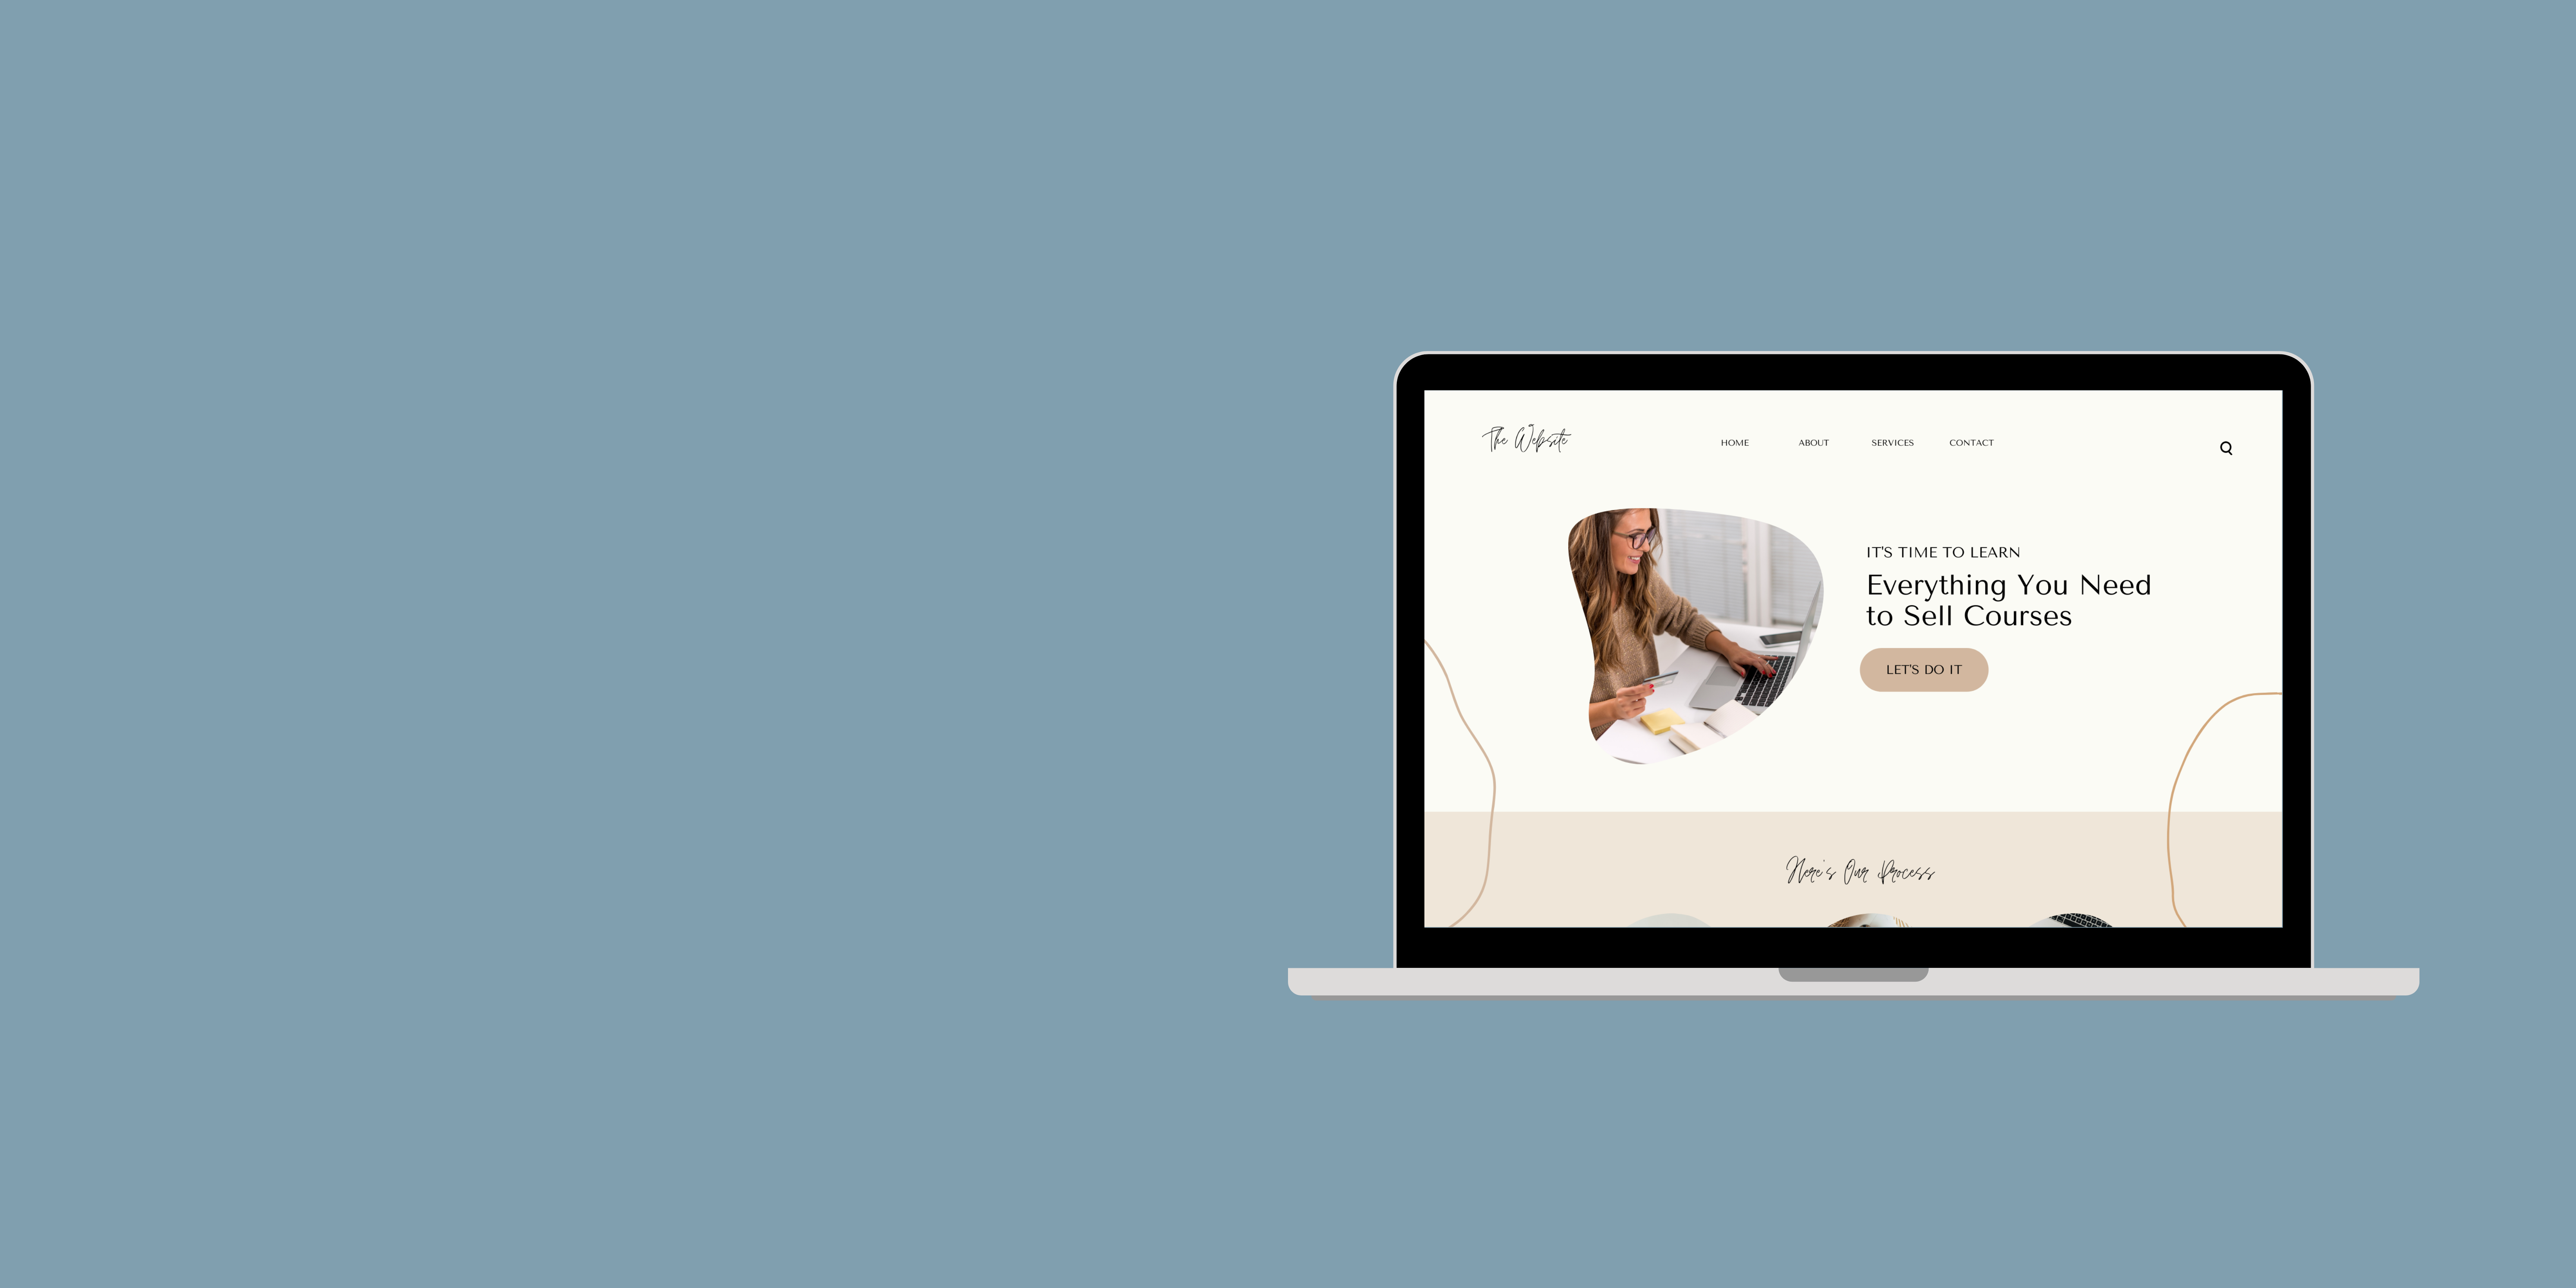 The Website
HOME ABOUT SERVICES CONTACT
IT'S TIME TO LEARN
Everything You Need
to Sell Courses
LET'S DO IT
Here's Our Process